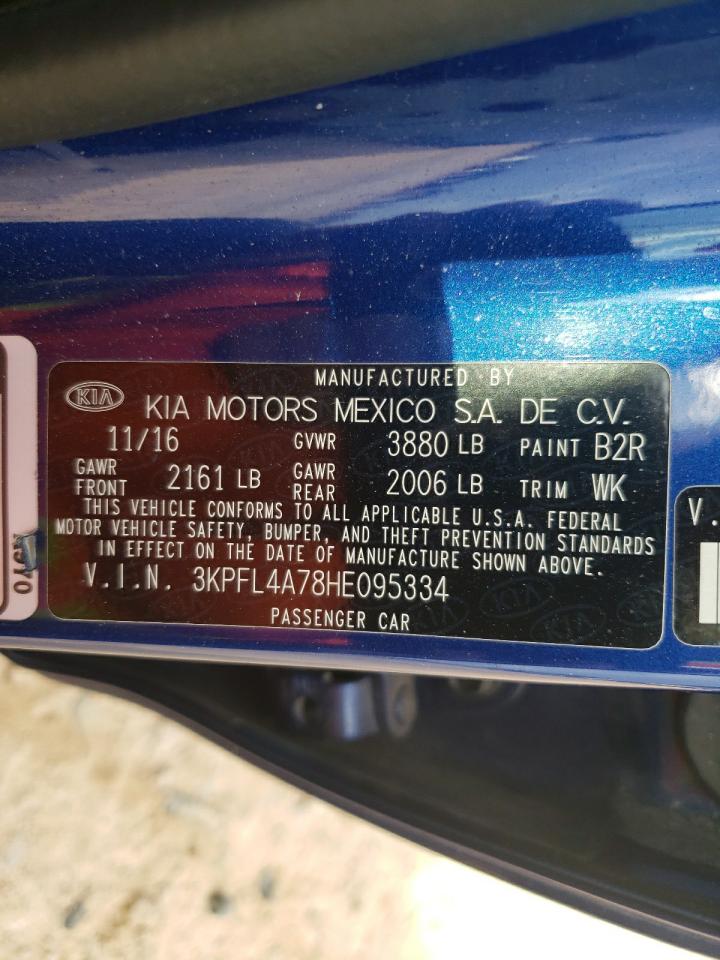 MANUFACTURED BY
KIA KIA MOTORS MEXICO S.A. DE C.V.
11/16 GVWR 3880 LB PAINT B2R
GAWR FRONT 2161 LB GAWR REAR 2006 LB TRIM WK
THIS VEHICLE CONFORMS TO ALL APPLICABLE U.S.A. FEDERAL
MOTOR VEHICLE SAFETY, BUMPER, AND THEFT PREVENTION STANDARDS
IN EFFECT ON THE DATE OF MANUFACTURE SHOWN ABOVE.
V.I.N. 3KPFL4A78HE095334
PASSENGER CAR
V.